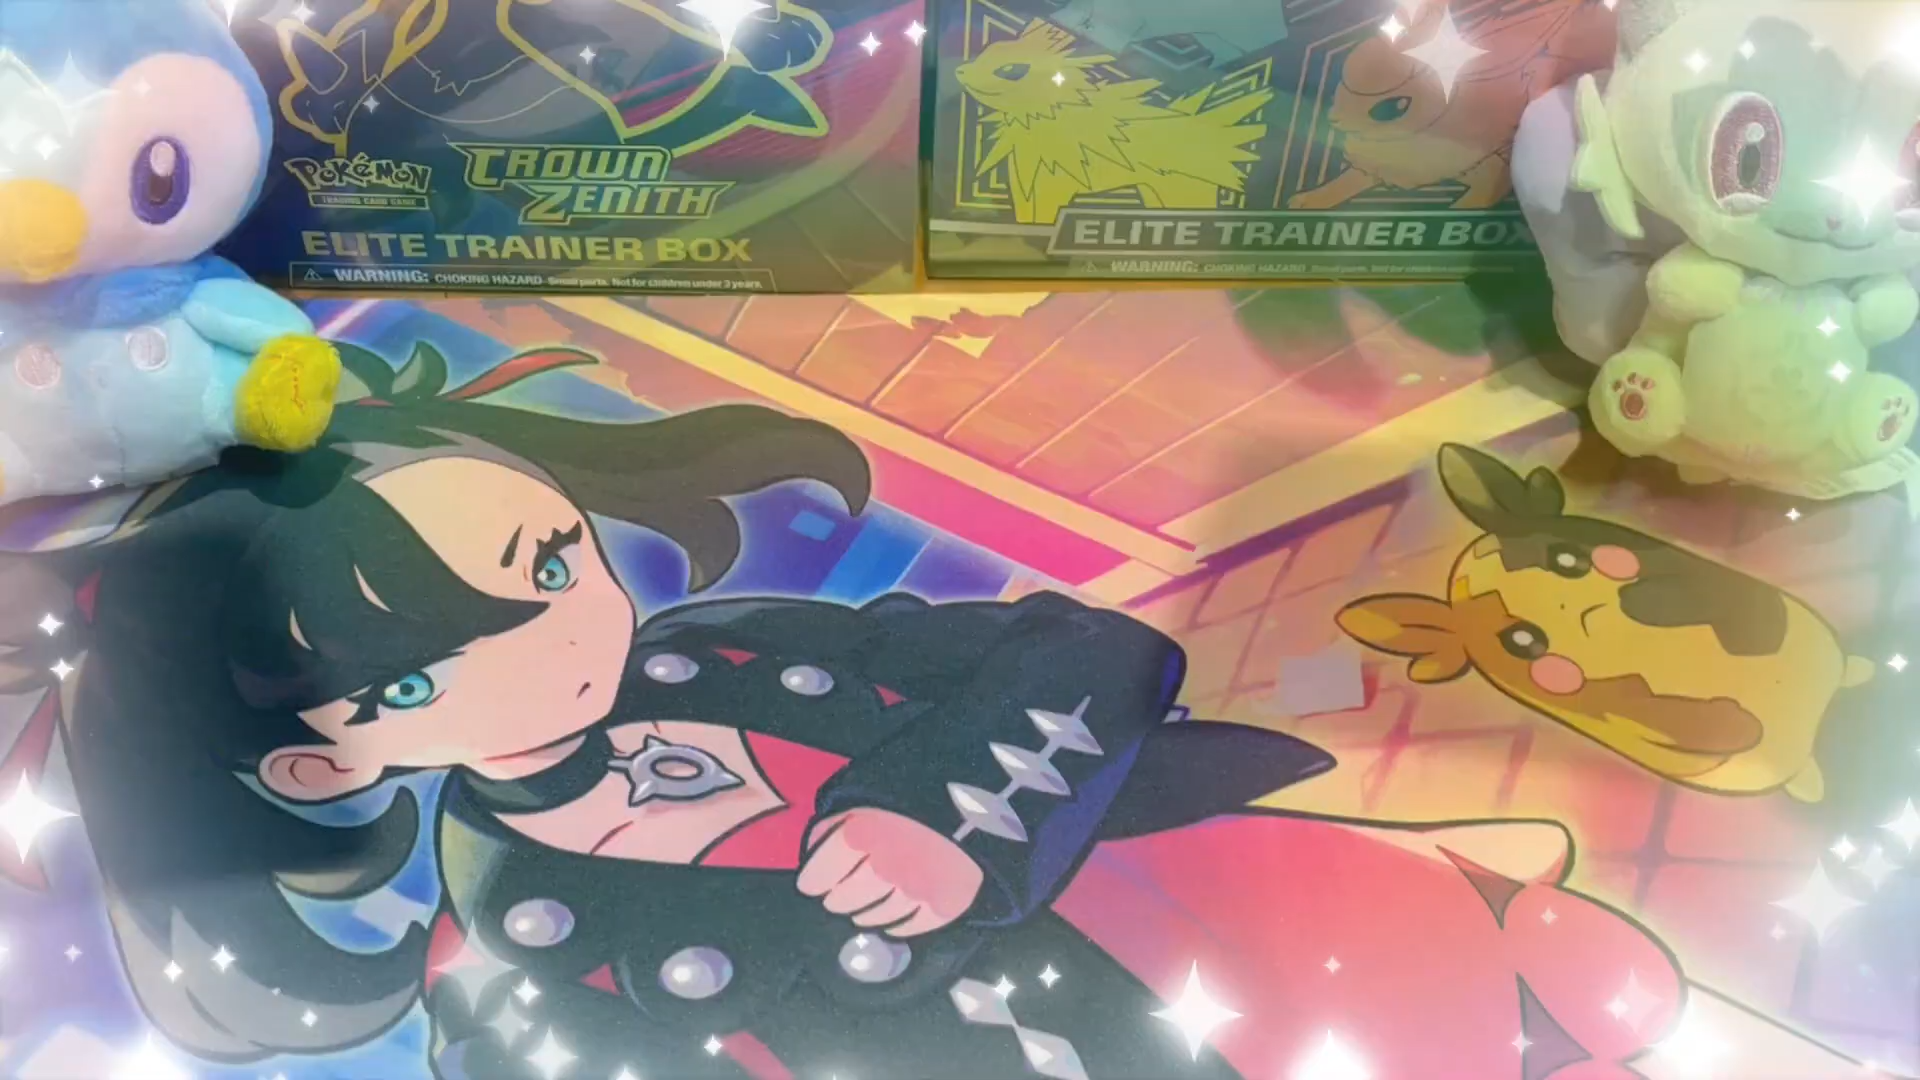 POKéMON
TRADING CARD GAME
CROWN
ZENITH
ELITE TRAINER BOX
WARNING: CHOKING HAZARD-Small parts. Not for children under 3 years.
ELITE TRAINER BOX
WARNING: CHOKING HAZARD